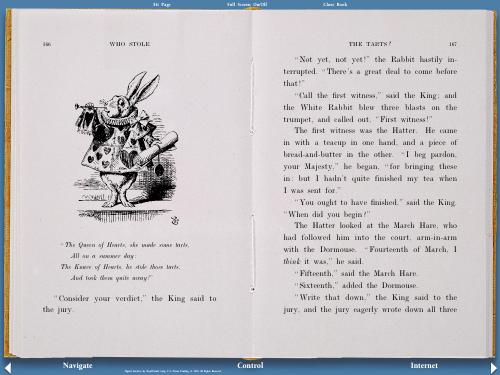 Full Screen On/Off
Close Book
166
WHO STOLE
"The Queen of Hearts, she made some tarts,
All on a summer day:
The Knave of Hearts, he stole those tarts,
And took them quite away!"
"Consider your verdict," the King said to
the jury.
THE TARTS?
167
"Not yet, not yet!" the Rabbit hastily in-
terrupted. "There's a great deal to come before
that!"
"Call the first witness," said the King; and
the White Rabbit blew three blasts on the
trumpet, and called out, "First witness!"
The first witness was the Hatter. He came
in with a teacup in one hand, and a piece of
bread-and-butter in the other. "I beg pardon,
your Majesty," he began, "for bringing these
in: but I hadn't quite finished my tea when
I was sent for."
"You ought to have finished," said the King.
"When did you begin?"
The Hatter looked at the March Hare, who
had followed him into the court, arm-in-arm
with the Dormouse. "Fourteenth of March, I
think it was," he said.
"Fifteenth," said the March Hare.
"Sixteenth," added the Dormouse.
"Write that down," the King said to the
jury, and the jury eagerly wrote down all three
Navigate
Control
Internet